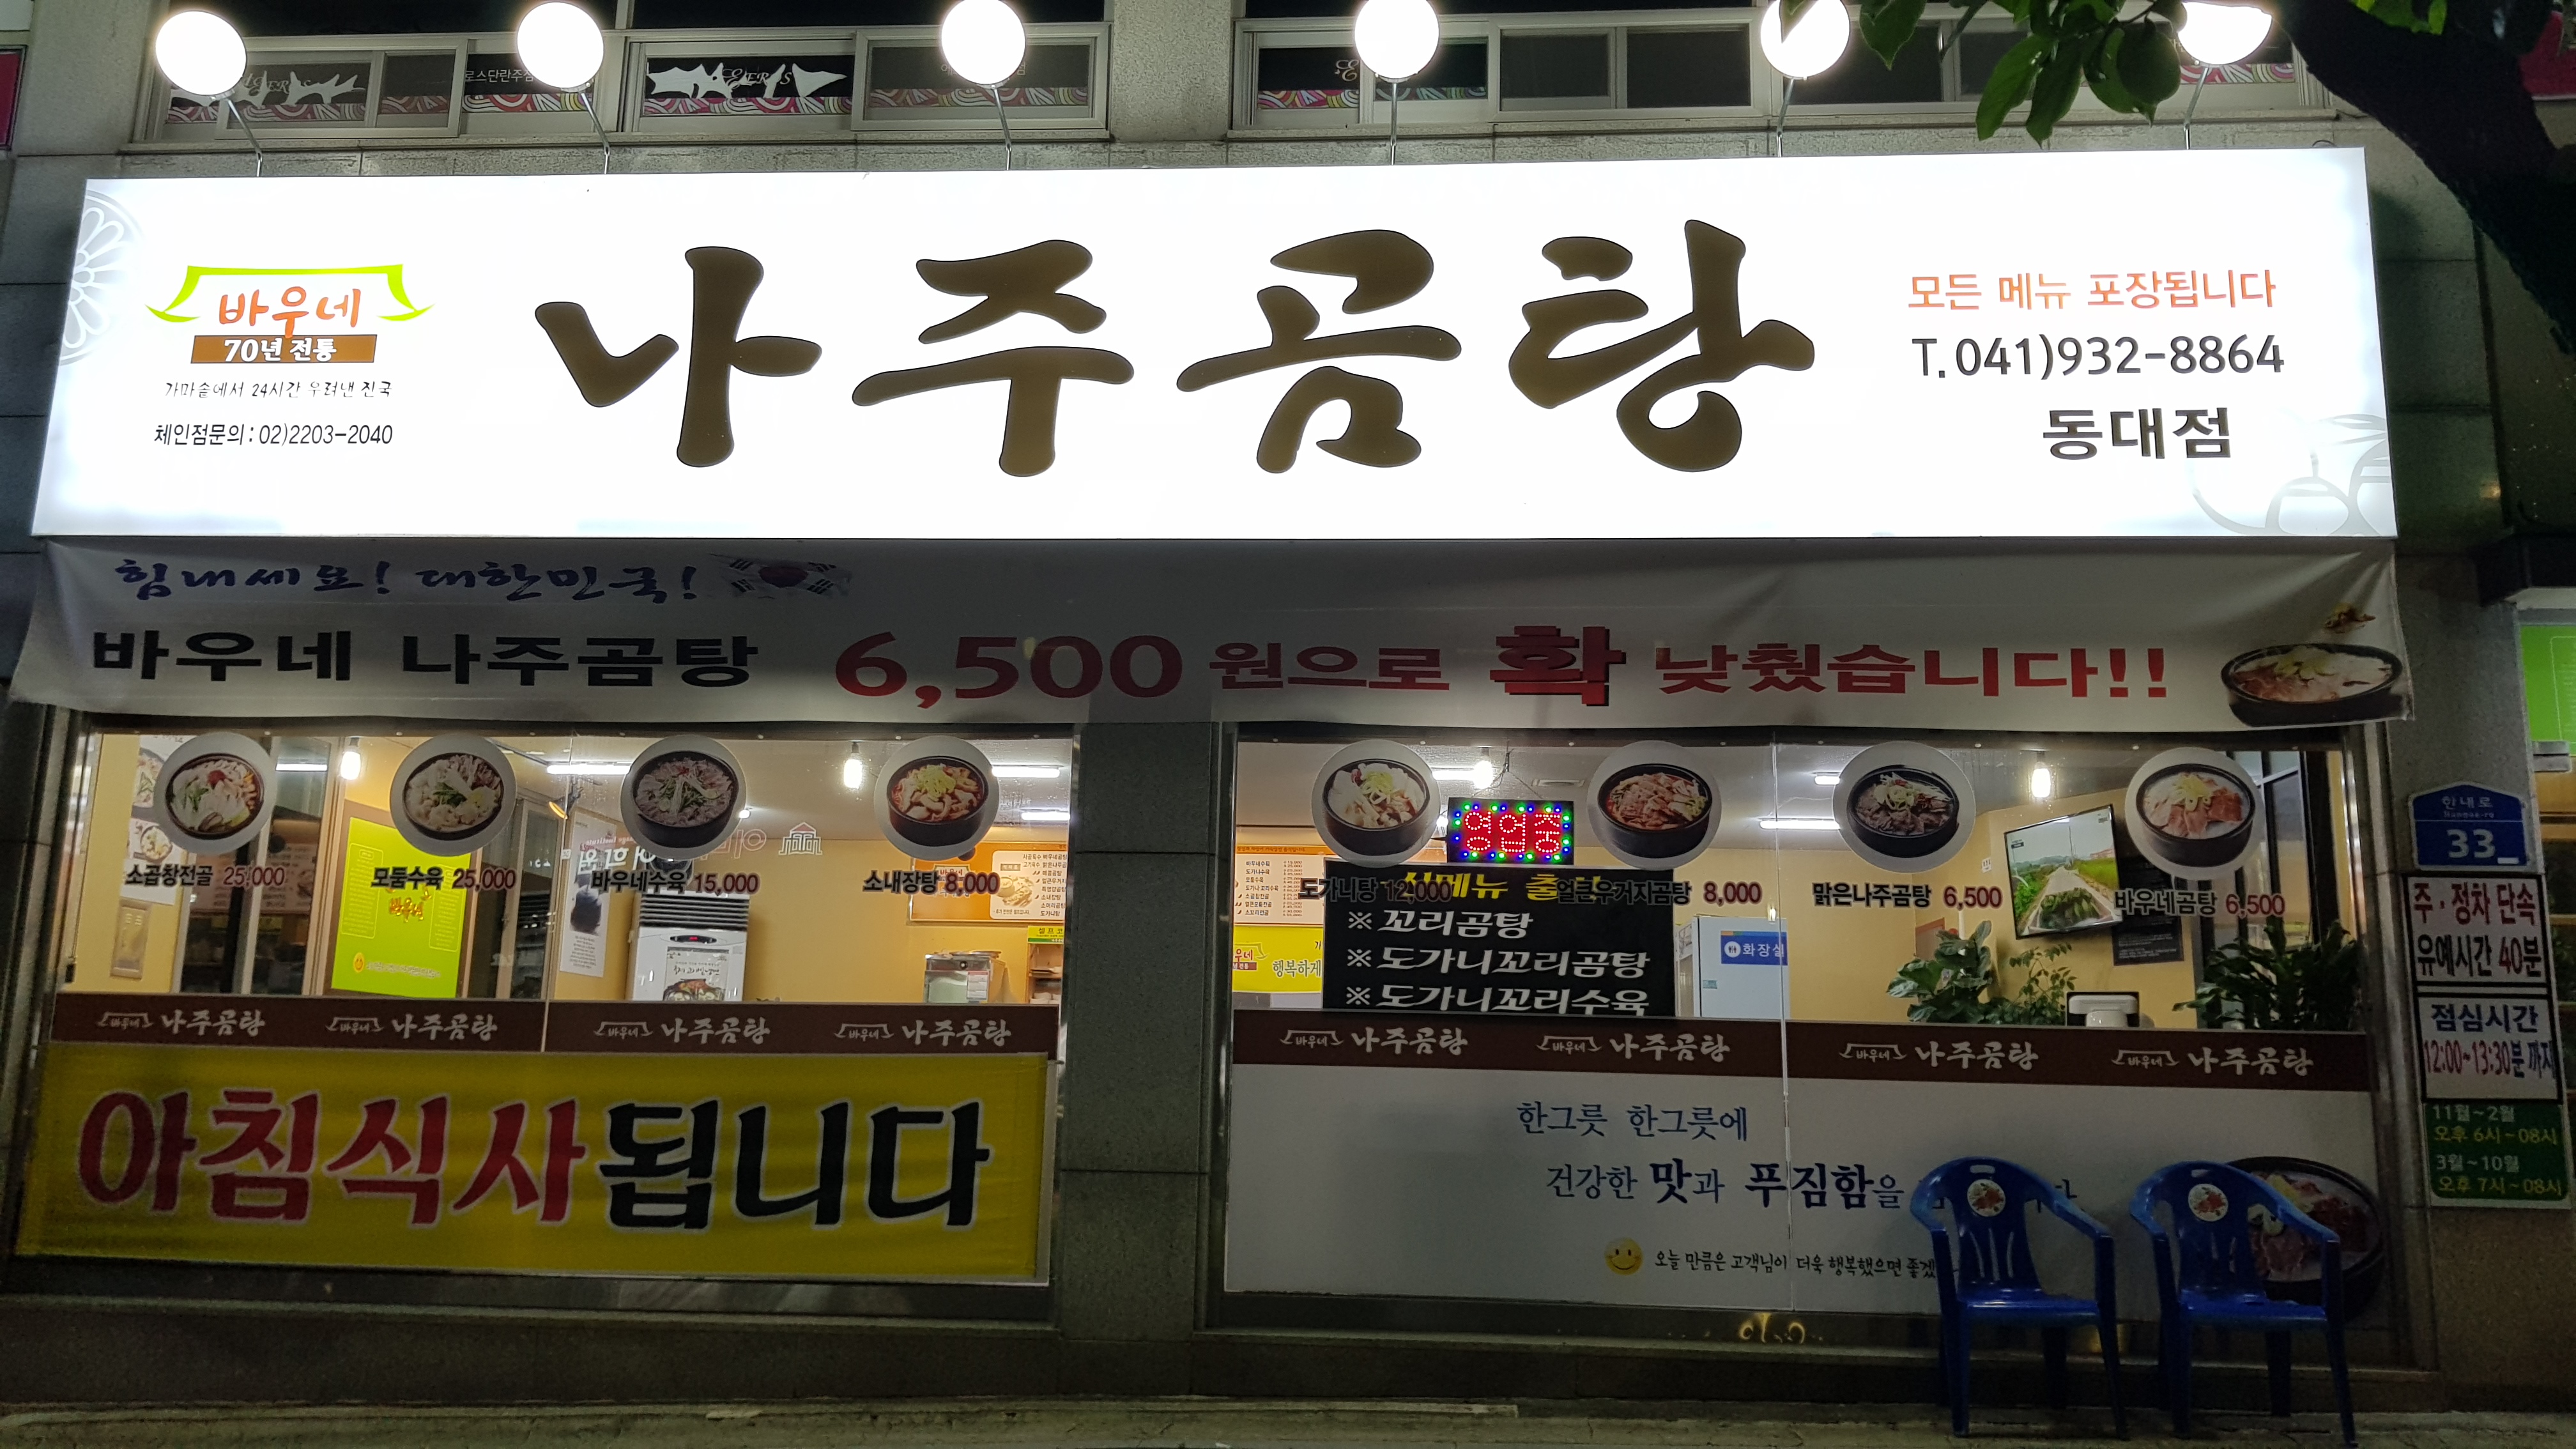 바우네
70년 전통
가마솥에서 24시간 우려낸 진국
체인점문의 : 02)2203-2040
나주곰탕
모든 메뉴 포장됩니다
T. 041)932-8864
동대점
힘내세요! 대한민국!
바우네 나주곰탕 6,500 원으로 확 낮췄습니다!!
소곱창전골 25,000
모둠수육 25,000
바우네수육 15,000
소내장탕 8,000
도가니탕 12,000
얼큰우거지곰탕 8,000
맑은나주곰탕 6,500
바우네곰탕 6,500
영업중
신메뉴
※ 꼬리곰탕
※ 도가니꼬리곰탕
※ 도가니꼬리수육
화장실
행복하게
바우네 나주곰탕 바우네 나주곰탕 바우네 나주곰탕 바우네 나주곰탕
바우네 나주곰탕 바우네 나주곰탕 바우네 나주곰탕 바우네 나주곰탕
아침식사됩니다
한그릇 한그릇에
건강한 맛과 푸짐함을
오늘 만큼은 고객님이 더욱 행복했으면
한내로
33
주·정차 단속
유예시간 40분
점심시간
12:00~13:30분 까지
11월~2월
오후 6시~08시
3월~10월
오후 7시~08시